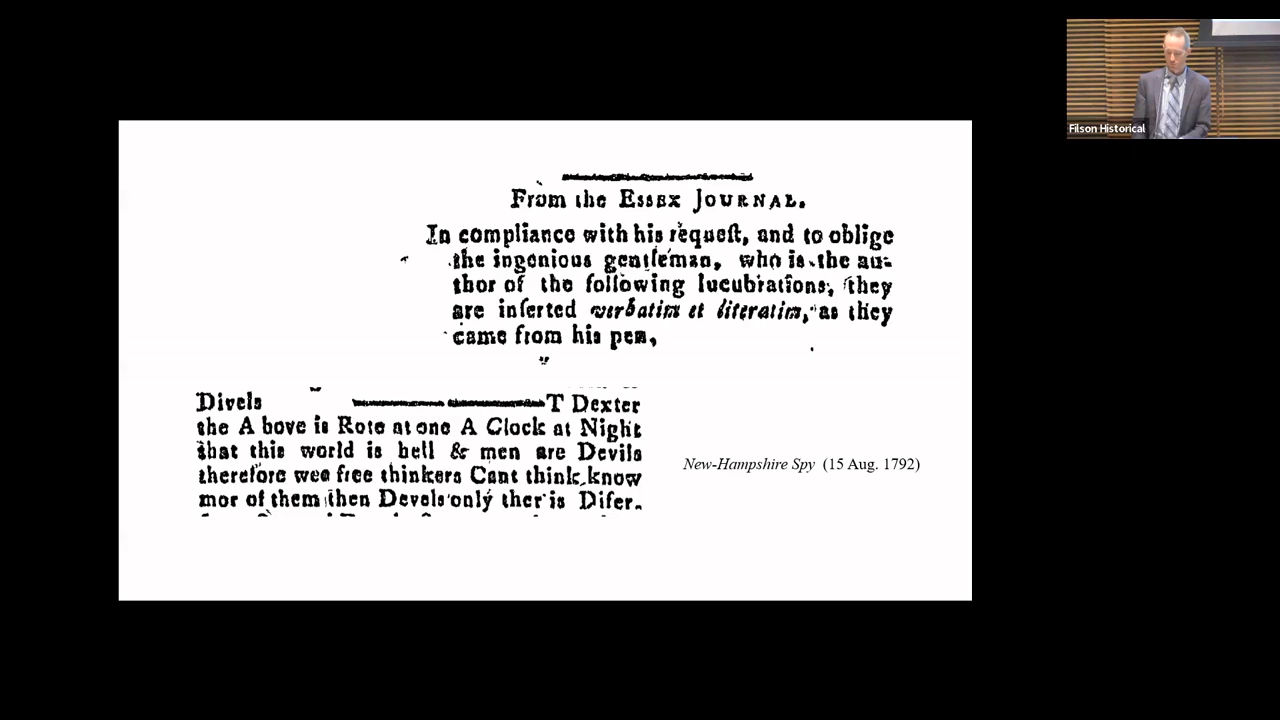 Filson Historical
From the ESSEX JOURNAL.
In compliance with his requeſt, and to oblige
the ingenious gentleman, who is the au-
thor of the following lucubrations, they
are inſerted verbatim et literatim, as they
came from his pen,
Divels T Dexter
the A bove is Rote at one A Clock at Night
that this world is hell & men are Devils
therefore wee free thinkers Cant think know
mor of them then Devels only ther is Difer-
New-Hampshire Spy (15 Aug. 1792)